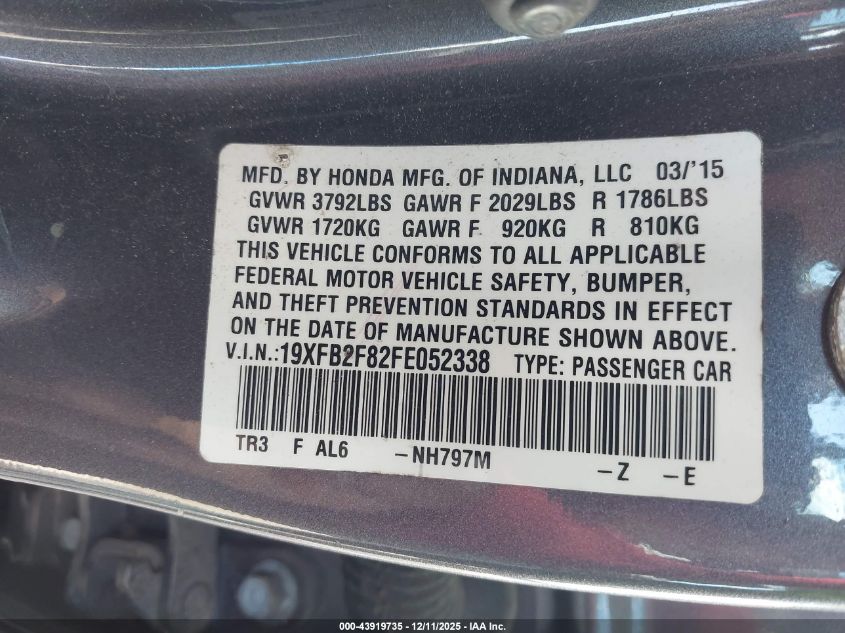 MFD. BY HONDA MFG. OF INDIANA, LLC 03/'15
GVWR 3792LBS GAWR F 2029LBS R 1786LBS
GVWR 1720KG GAWR F 920KG R 810KG
THIS VEHICLE CONFORMS TO ALL APPLICABLE
FEDERAL MOTOR VEHICLE SAFETY, BUMPER,
AND THEFT PREVENTION STANDARDS IN EFFECT
ON THE DATE OF MANUFACTURE SHOWN ABOVE.
V.I.N.:19XFB2F82FE052338 TYPE: PASSENGER CAR
TR3 F AL6 -NH797M -Z -E
000-43919735 - 12/11/2025 - IAA Inc.